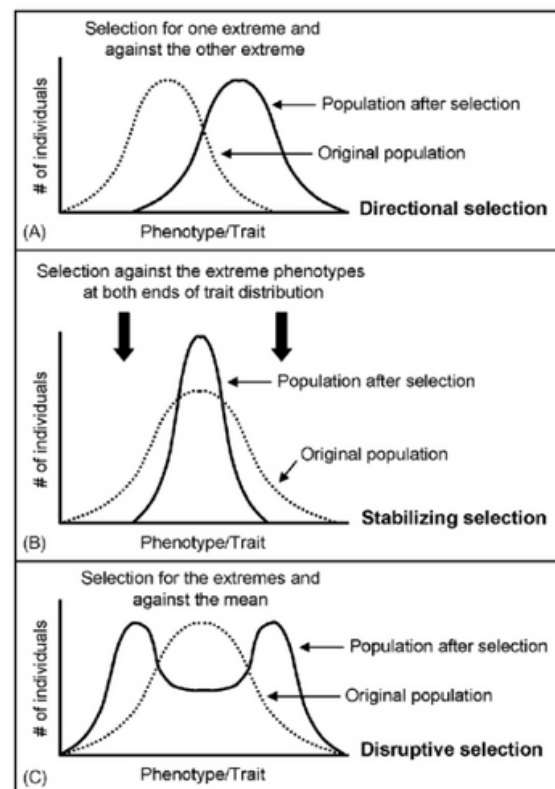 Selection for one extreme and
against the other extreme
# of individuals
Population after selection
Original population
Directional selection
(A)
Phenotype/Trait
Selection against the extreme phenotypes
at both ends of trait distribution
# of individuals
Population after selection
Original population
Stabilizing selection
(B)
Phenotype/Trait
Selection for the extremes and
against the mean
# of individuals
Population after selection
Original population
Disruptive selection
(C)
Phenotype/Trait